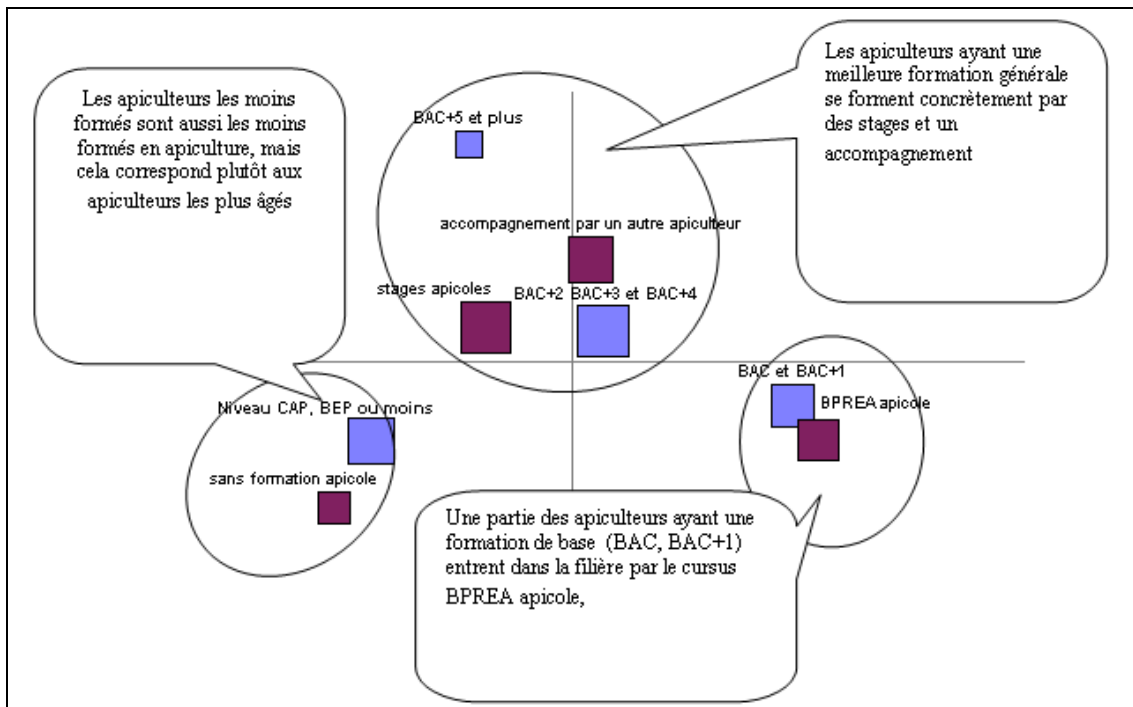 Les apiculteurs les moins
formés sont aussi les moins
formés en apiculture, mais
cela correspond plutôt aux
apiculteurs les plus âgés
Les apiculteurs ayant une
meilleure formation générale
se forment concrètement par
des stages et un
accompagnement
BAC+5 et plus
accompagnement par un autre apiculteur
stages apicoles
BAC+2 BAC+3 et BAC+4
BAC et BAC+1
BPREA apicole
Niveau CAP, BEP ou moins
sans formation apicole
Une partie des apiculteurs ayant une
formation de base (BAC, BAC+1)
entrent dans la filière par le cursus
BPREA apicole,